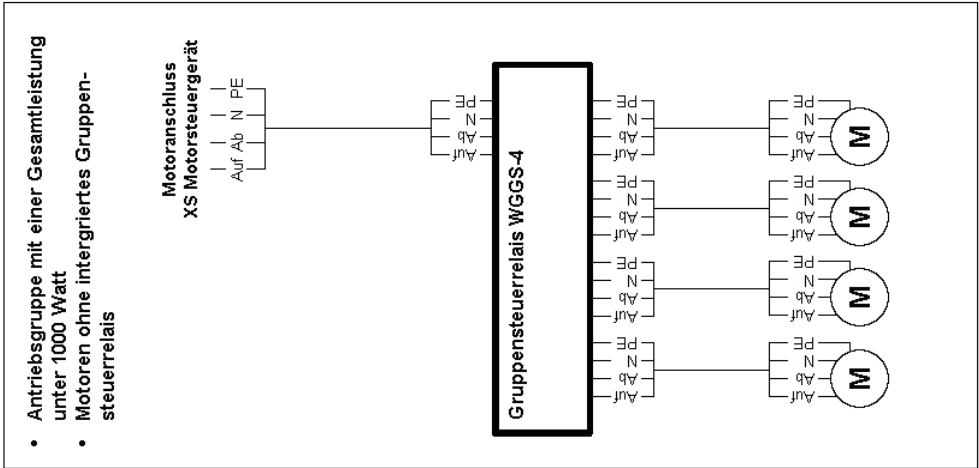 • Antriebsgruppe mit einer Gesamtleistung
unter 1000 Watt
• Motoren ohne intergriertes Gruppen-
steuerrelais
Motoranschluss
XS Motorsteuergerät
Auf Ab N PE
Auf Ab N PE
Gruppensteuerrelais WGGS-4
Auf Ab N PE Auf Ab N PE Auf Ab N PE Auf Ab N PE
Auf Ab N PE Auf Ab N PE Auf Ab N PE Auf Ab N PE
M M M M